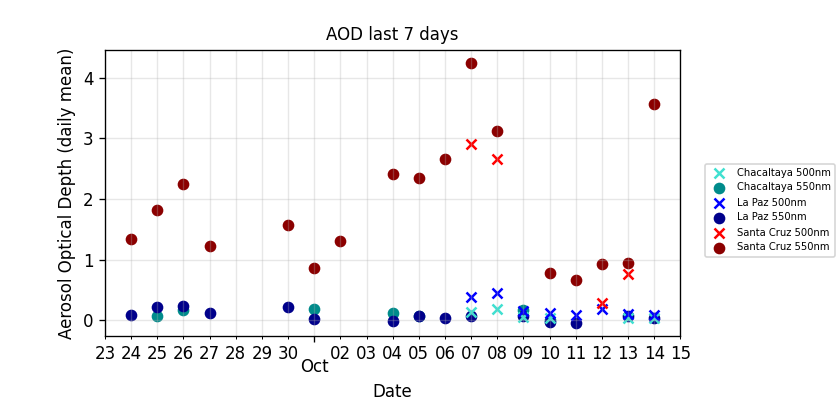 AOD last 7 days
Aerosol Optical Depth (daily mean)
4
3
2
1
0
23 24 25 26 27 28 29 30 02 03 04 05 06 07 08 09 10 11 12 13 14 15
Oct
Date
Chacaltaya 500nm
Chacaltaya 550nm
La Paz 500nm
La Paz 550nm
Santa Cruz 500nm
Santa Cruz 550nm